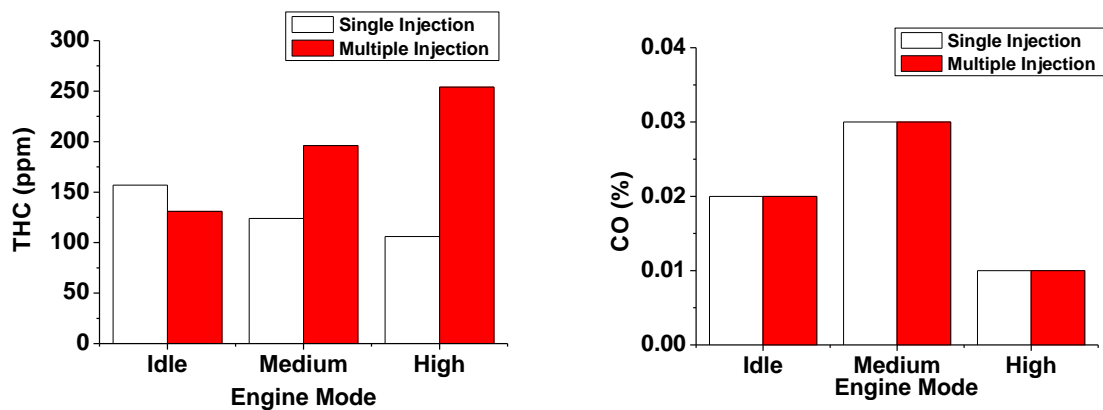 Single Injection
Multiple Injection
300
250
200
150
100
50
0
THC (ppm)
Idle Medium High
Engine Mode
Single Injection
Multiple Injection
0.04
0.03
0.02
0.01
0.00
CO (%)
Idle Medium High
Engine Mode